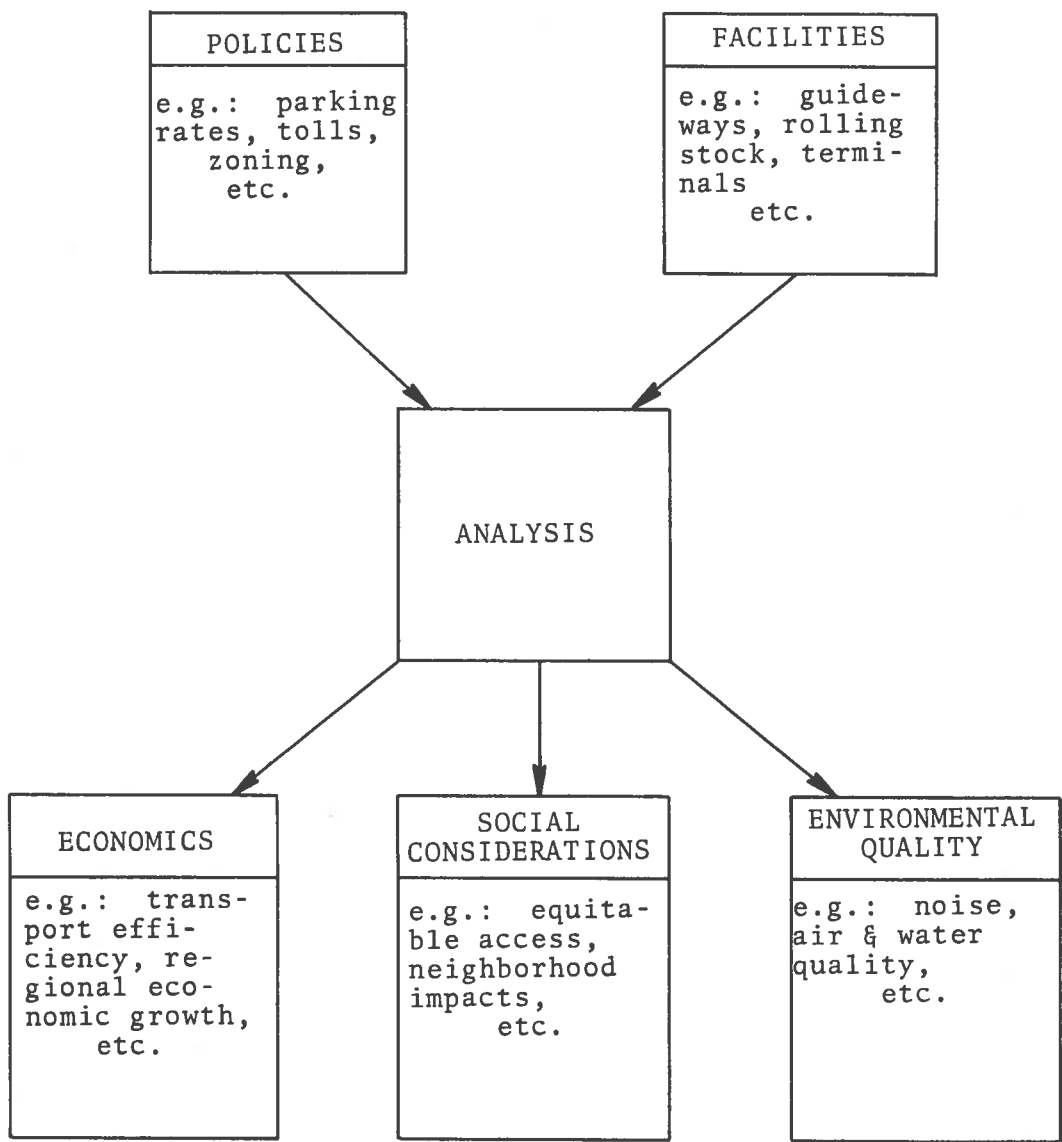 POLICIES
e.g.: parking
rates, tolls,
zoning,
etc.
FACILITIES
e.g.: guide-
ways, rolling
stock, termi-
nals
etc.
ANALYSIS
ECONOMICS
e.g.: trans-
port effi-
ciency, re-
gional eco-
nomic growth,
etc.
SOCIAL
CONSIDERATIONS
e.g.: equita-
ble access,
neighborhood
impacts,
etc.
ENVIRONMENTAL
QUALITY
e.g.: noise,
air & water
quality,
etc.